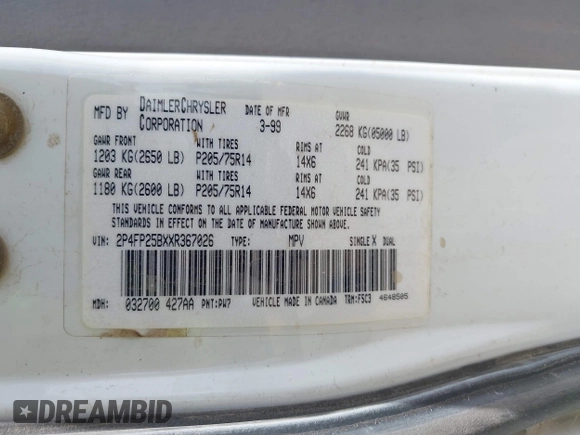 MFD BY DAIMLERCHRYSLER CORPORATION DATE OF MFR 3-99 GVWR 2268 KG(05000 LB)
GAWR FRONT WITH TIRES RIMS AT COLD
1203 KG(2650 LB) P205/75R14 14X6 241 KPA(35 PSI)
GAWR REAR WITH TIRES RIMS AT COLD
1180 KG(2600 LB) P205/75R14 14X6 241 KPA(35 PSI)
THIS VEHICLE CONFORMS TO ALL APPLICABLE FEDERAL MOTOR VEHICLE SAFETY
STANDARDS IN EFFECT ON THE DATE OF MANUFACTURE SHOWN ABOVE.
VIN: 2P4FP25BXXR367026 TYPE: MPV SINGLE X DUAL
MDH: 032700 427AA PNT:PW7 VEHICLE MADE IN CANADA TRM:F5C3 4648505
DREAMBID